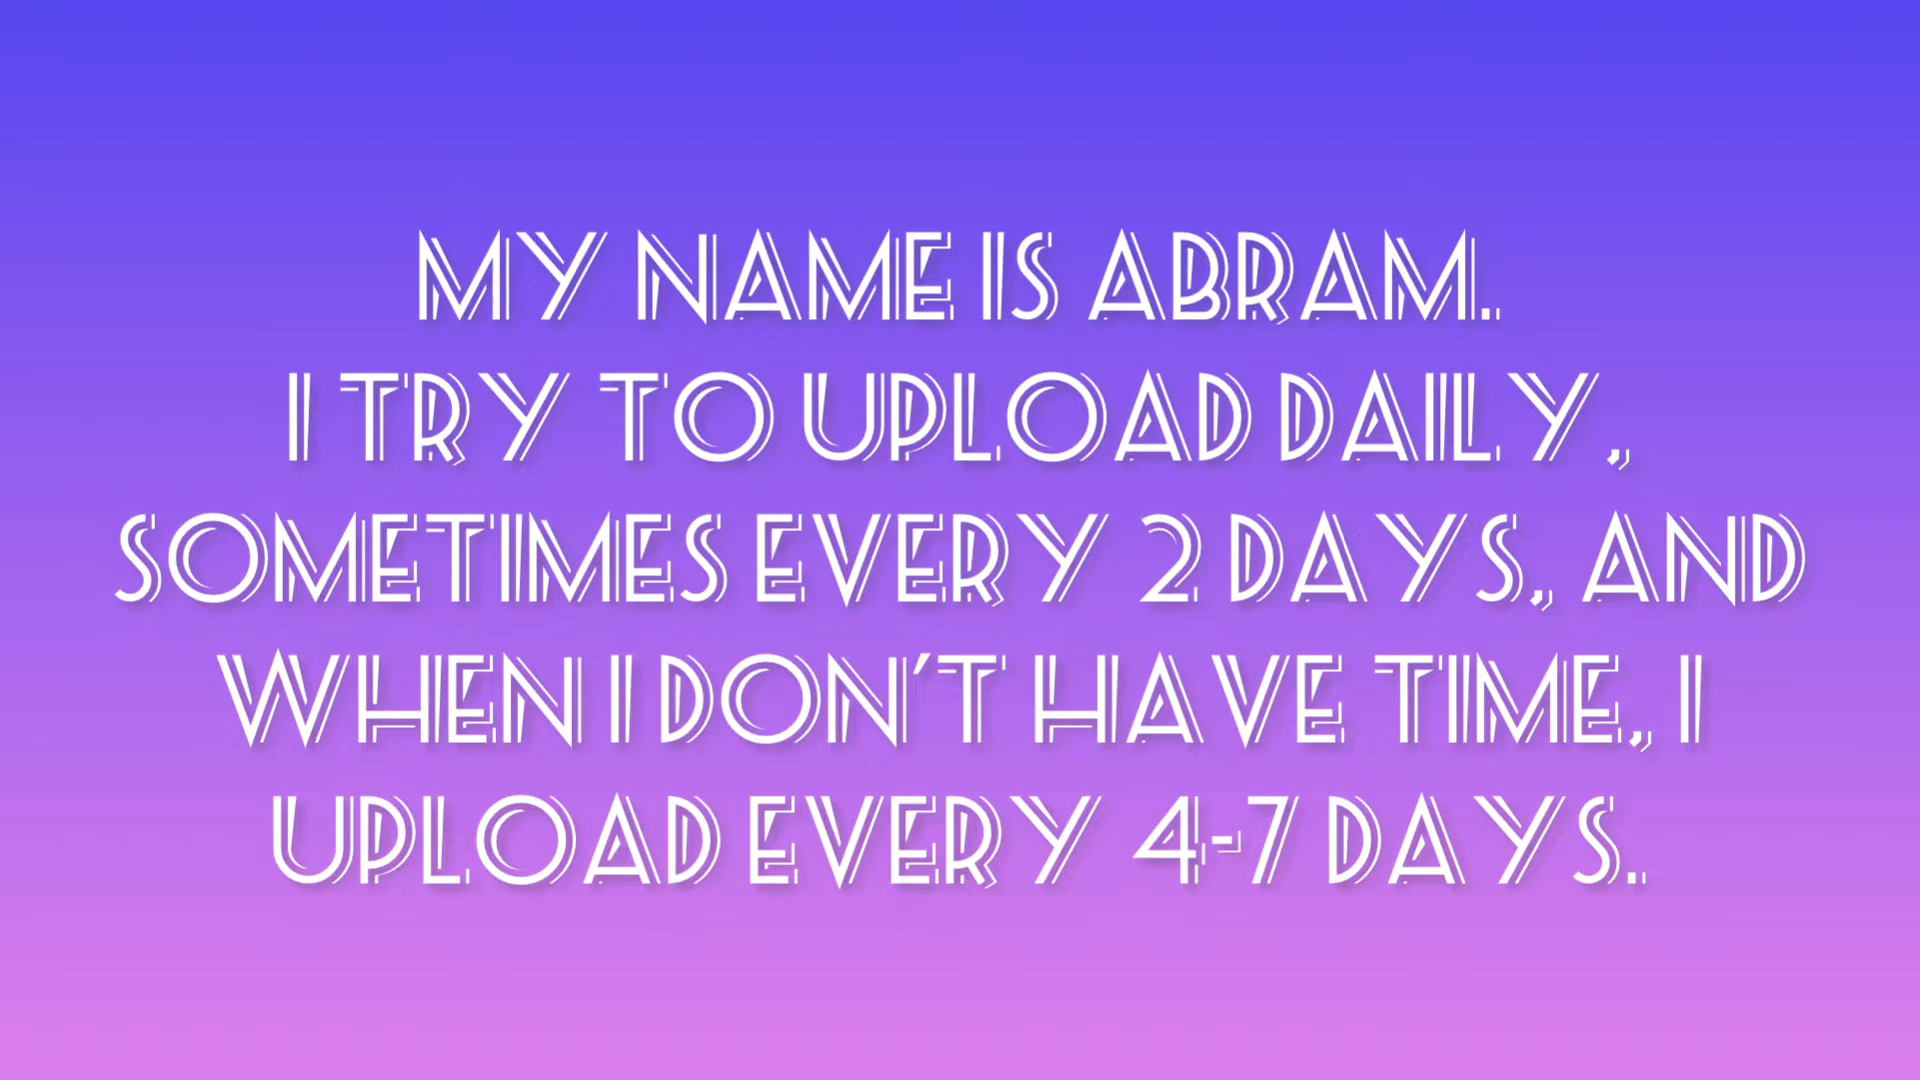 MY NAME IS ABRAM.
I TRY TO UPLOAD DAILY,
SOMETIMES EVERY 2 DAYS, AND
WHEN I DON'T HAVE TIME, I
UPLOAD EVERY 4-7 DAYS.